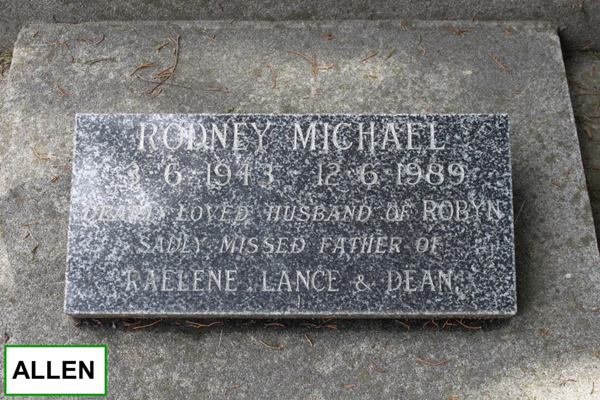 RODNEY MICHAEL
3-6-1943 - 12-6-1989
DEARLY LOVED HUSBAND OF ROBYN
SADLY MISSED FATHER OF
RAELENE, LANCE & DEAN.
ALLEN